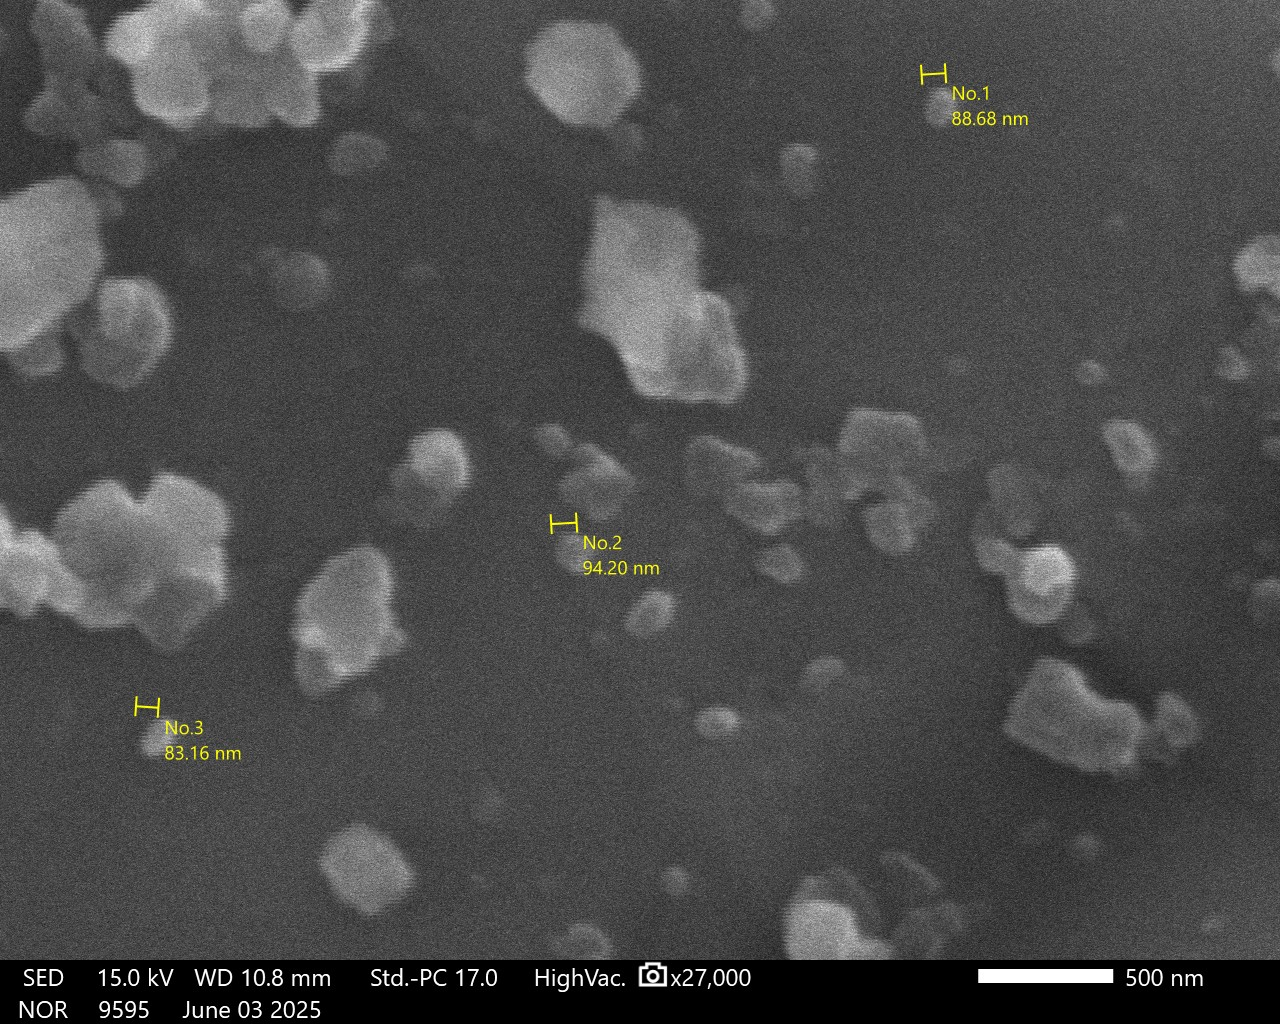 No.1
88.68 nm
No.2
94.20 nm
No.3
83.16 nm
SED 15.0 kV WD 10.8 mm Std.-PC 17.0 HighVac. x27,000 500 nm
NOR 9595 June 03 2025